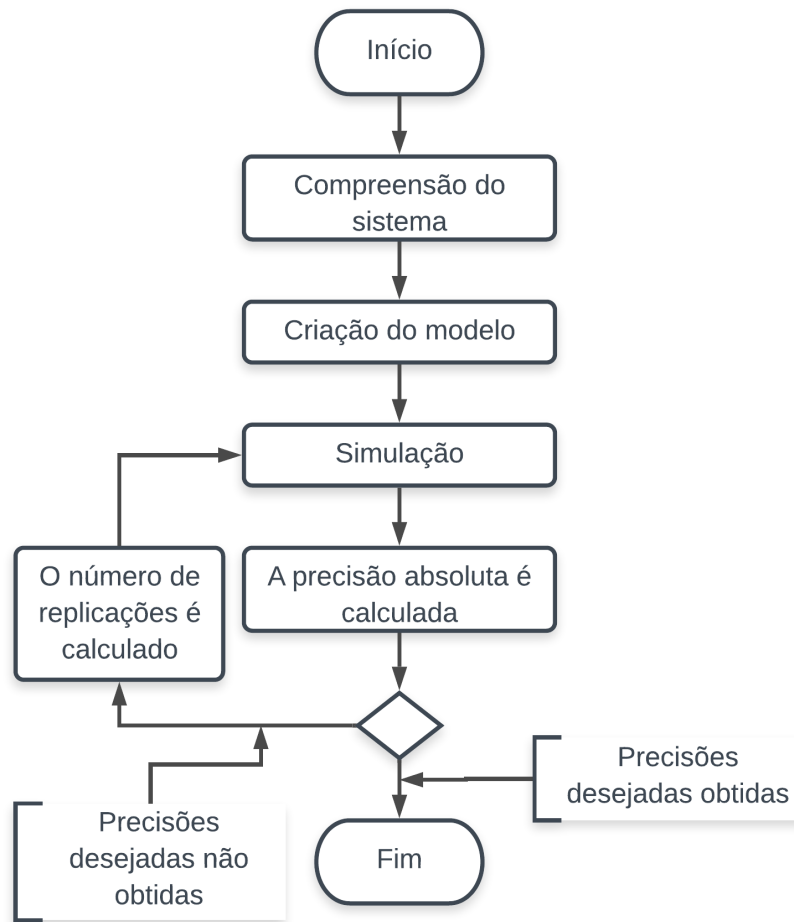 Início
Compreensão do
sistema
Criação do modelo
Simulação
O número de
replicações é
calculado
A precisão absoluta é
calculada
Precisões
desejadas obtidas
Precisões
desejadas não
obtidas
Fim